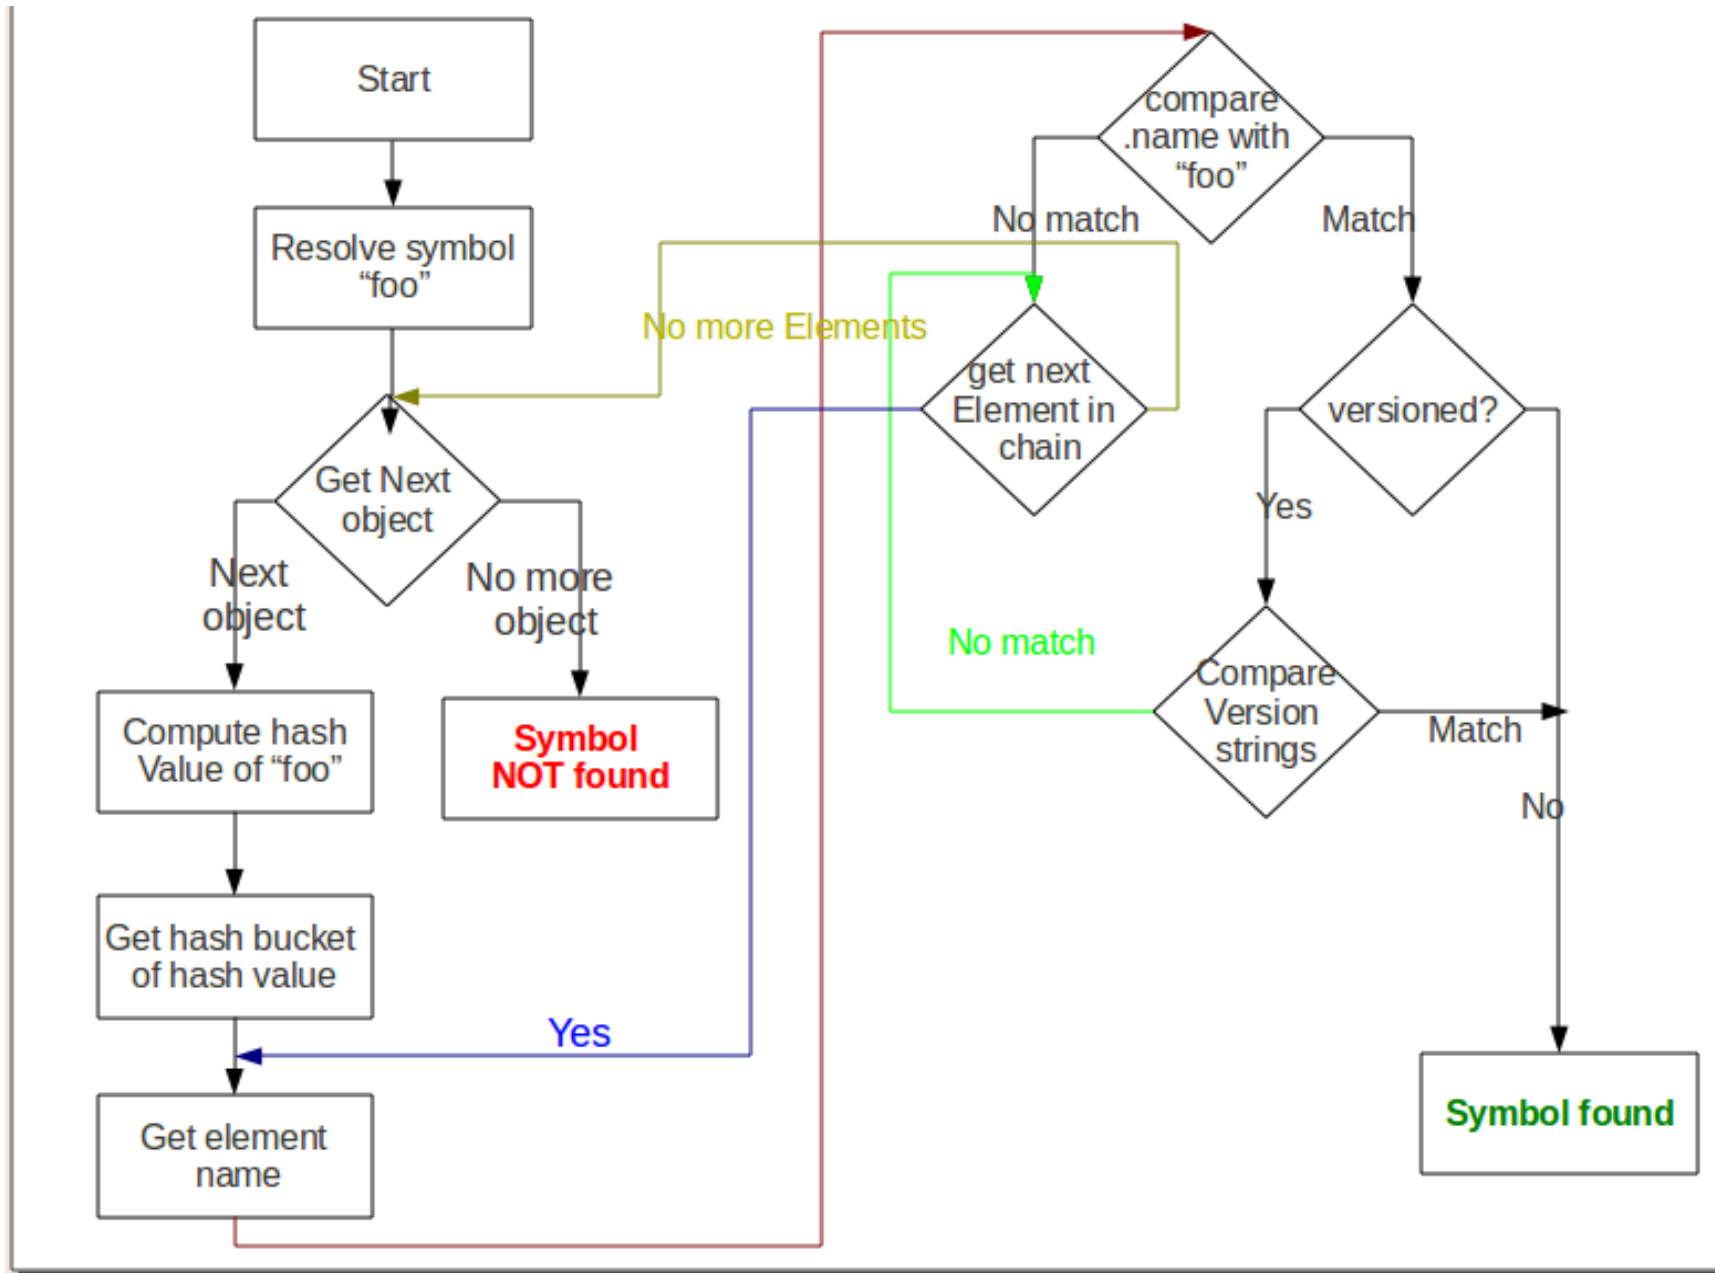 Start
Resolve symbol
“foo”
Get Next
object
Next
object
No more
object
Compute hash
Value of “foo”
Symbol
NOT found
Get hash bucket
of hash value
Yes
Get element
name
compare
.name with
“foo”
No match
Match
No more Elements
get next
Element in
chain
versioned?
Yes
No match
Compare
Version
strings
Match
No
Symbol found